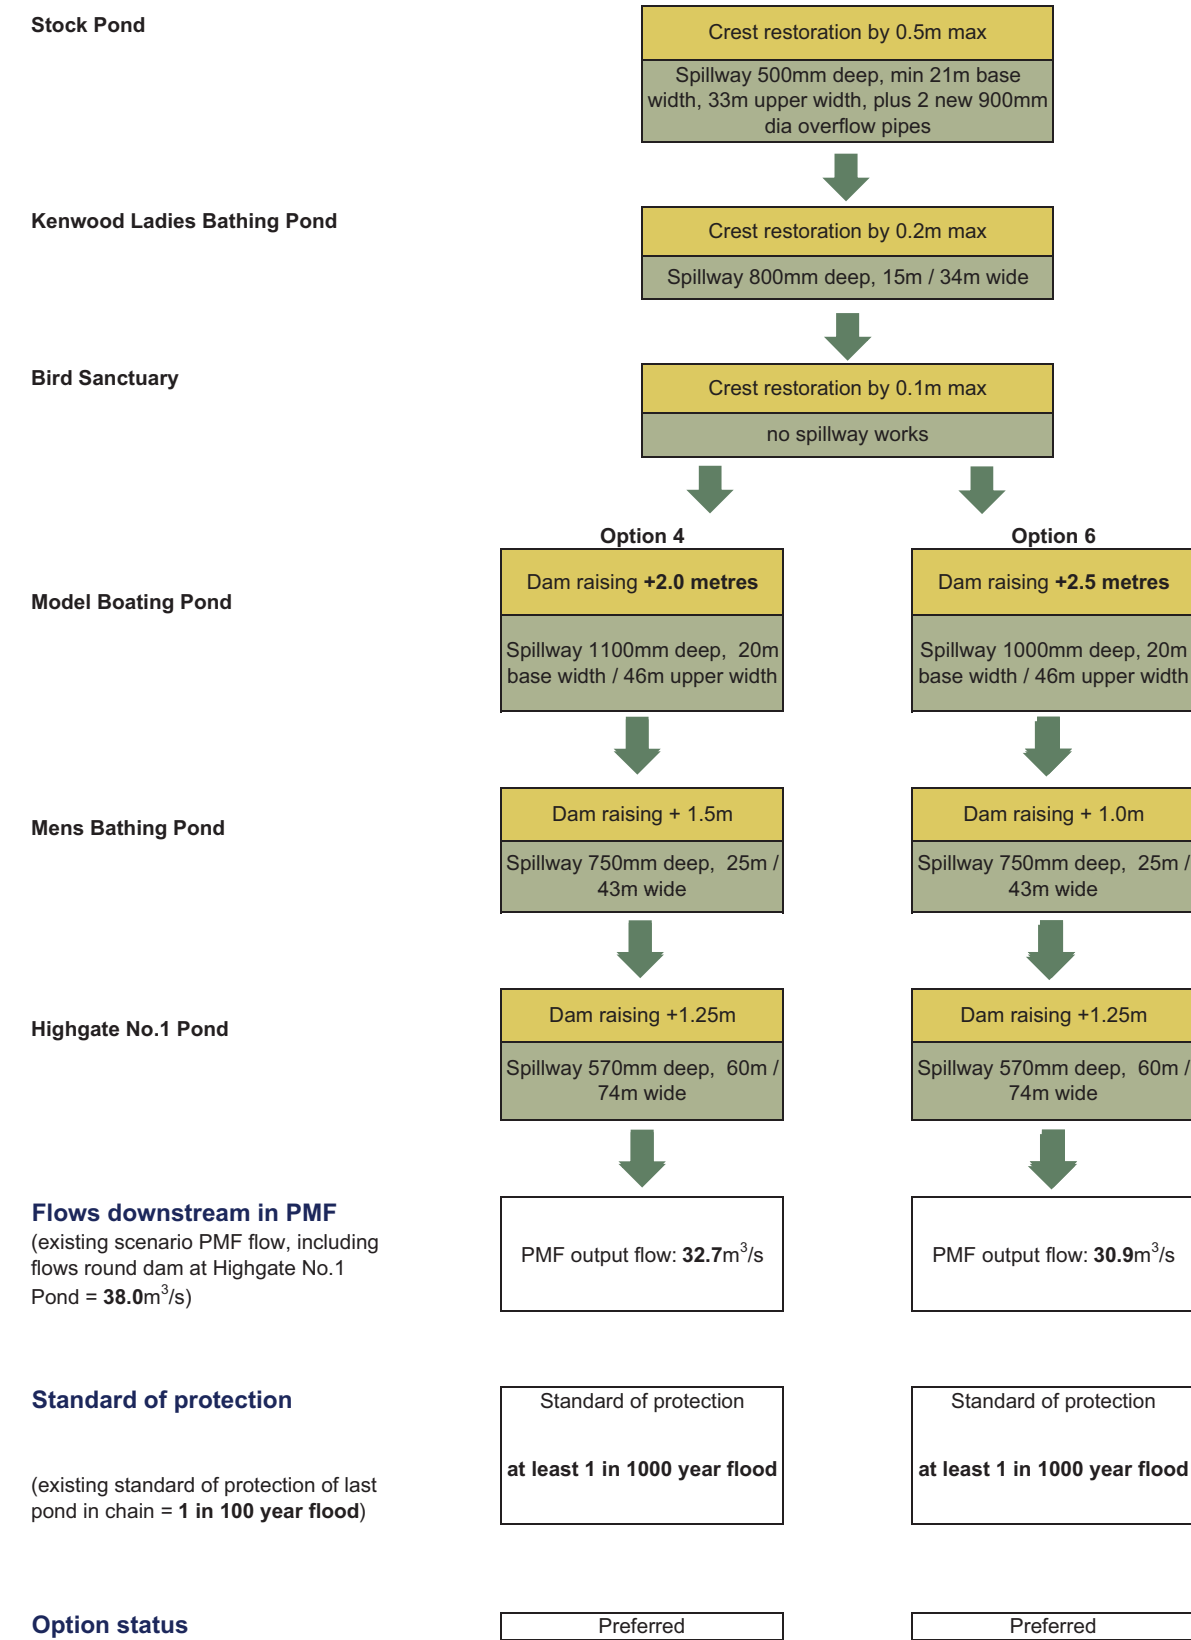 Stock Pond
Crest restoration by 0.5m max
Spillway 500mm deep, min 21m base
width, 33m upper width, plus 2 new 900mm
dia overflow pipes
Kenwood Ladies Bathing Pond
Crest restoration by 0.2m max
Spillway 800mm deep, 15m / 34m wide
Bird Sanctuary
Crest restoration by 0.1m max
no spillway works
Option 4
Option 6
Model Boating Pond
Dam raising +2.0 metres
Spillway 1100mm deep, 20m
base width / 46m upper width
Dam raising +2.5 metres
Spillway 1000mm deep, 20m
base width / 46m upper width
Mens Bathing Pond
Dam raising + 1.5m
Spillway 750mm deep, 25m /
43m wide
Dam raising + 1.0m
Spillway 750mm deep, 25m /
43m wide
Highgate No.1 Pond
Dam raising +1.25m
Spillway 570mm deep, 60m /
74m wide
Dam raising +1.25m
Spillway 570mm deep, 60m /
74m wide
Flows downstream in PMF
(existing scenario PMF flow, including
flows round dam at Highgate No.1
Pond = 38.0m³/s)
PMF output flow: 32.7m³/s
PMF output flow: 30.9m³/s
Standard of protection
(existing standard of protection of last
pond in chain = 1 in 100 year flood)
Standard of protection
at least 1 in 1000 year flood
Standard of protection
at least 1 in 1000 year flood
Option status
Preferred
Preferred